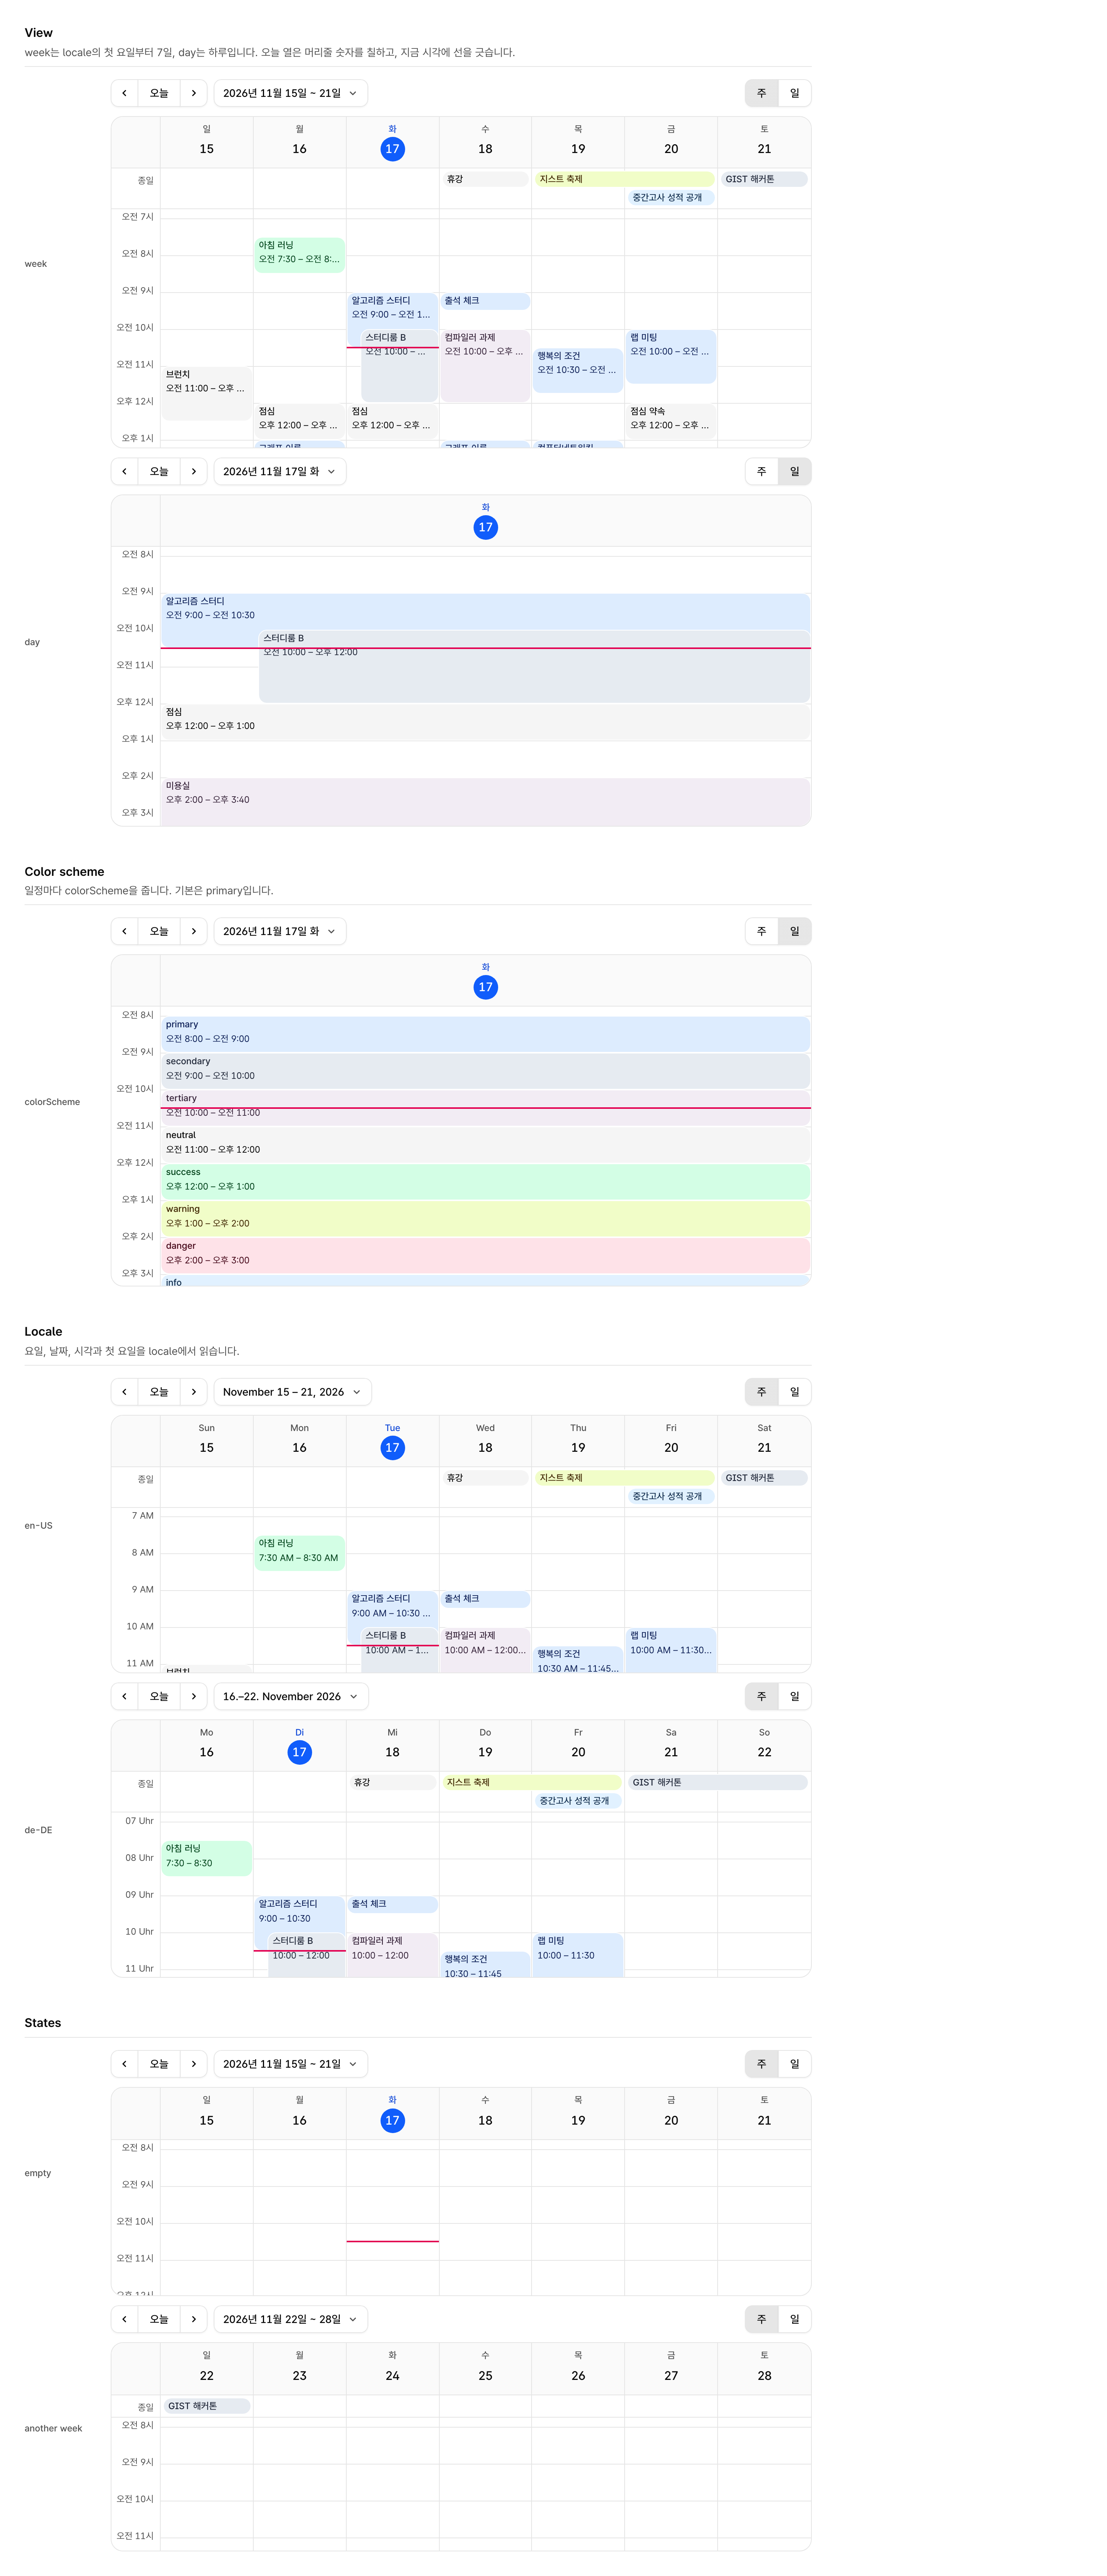 View
week는 locale의 첫 요일부터 7일, day는 하루입니다. 오늘 열은 머리줄 숫자를 칠하고, 지금 시각에 선을 긋습니다.
오늘 2026년 11월 15일 ~ 21일 주 일
일 월 화 수 목 금 토
15 16 17 18 19 20 21
종일 휴강 지스트 축제 GIST 해커톤
중간고사 성적 공개
오전 7시
아침 러닝
오전 8시 오전 7:30 – 오전 8:...
week
오전 9시
알고리즘 스터디 출석 체크
오전 9:00 – 오전 1...
오전 10시
스터디룸 B 컴파일러 과제 랩 미팅
오전 10:00 – ... 오전 10:00 – 오후 ... 오전 10:00 – 오전 ...
행복의 조건
오전 11시 오전 10:30 – 오전 ...
브런치
오전 11:00 – 오후 ...
오후 12시
점심 점심 점심 약속
오후 12:00 – 오후 ... 오후 12:00 – 오후 ... 오후 12:00 – 오후 ...
오후 1시
오늘 2026년 11월 17일 화 주 일
화
17
오전 8시
오전 9시
알고리즘 스터디
오전 9:00 – 오전 10:30
오전 10시
스터디룸 B
day
오전 10:00 – 오후 12:00
오전 11시
오후 12시
점심
오후 12:00 – 오후 1:00
오후 1시
오후 2시
미용실
오후 2:00 – 오후 3:40
오후 3시
Color scheme
일정마다 colorScheme을 줍니다. 기본은 primary입니다.
오늘 2026년 11월 17일 화 주 일
화
17
오전 8시
primary
오전 8:00 – 오전 9:00
오전 9시
secondary
오전 9:00 – 오전 10:00
오전 10시
tertiary
colorScheme
오전 10:00 – 오전 11:00
오전 11시
neutral
오전 11:00 – 오후 12:00
오후 12시
success
오후 12:00 – 오후 1:00
오후 1시
warning
오후 1:00 – 오후 2:00
오후 2시
danger
오후 2:00 – 오후 3:00
오후 3시
info
Locale
요일, 날짜, 시각과 첫 요일을 locale에서 읽습니다.
오늘 November 15 – 21, 2026 주 일
Sun Mon Tue Wed Thu Fri Sat
15 16 17 18 19 20 21
종일 휴강 지스트 축제 GIST 해커톤
중간고사 성적 공개
7 AM
en-US
아침 러닝
8 AM 7:30 AM – 8:30 AM
9 AM
알고리즘 스터디 출석 체크
9:00 AM – 10:30 ...
10 AM
스터디룸 B 컴파일러 과제 랩 미팅
10:00 AM – 1... 10:00 AM – 12:00... 10:00 AM – 11:30...
행복의 조건
11 AM 10:30 AM – 11:45...
브런치
오늘 16.–22. November 2026 주 일
Mo Di Mi Do Fr Sa So
16 17 18 19 20 21 22
종일 휴강 지스트 축제 GIST 해커톤
중간고사 성적 공개
07 Uhr
de-DE
아침 러닝
08 Uhr 7:30 – 8:30
09 Uhr
알고리즘 스터디 출석 체크
9:00 – 10:30
10 Uhr
스터디룸 B 컴파일러 과제 랩 미팅
10:00 – 12:00 10:00 – 12:00 10:00 – 11:30
행복의 조건
11 Uhr 10:30 – 11:45
States
오늘 2026년 11월 15일 ~ 21일 주 일
일 월 화 수 목 금 토
15 16 17 18 19 20 21
오전 8시
empty
오전 9시
오전 10시
오전 11시
오후 12시
오늘 2026년 11월 22일 ~ 28일 주 일
일 월 화 수 목 금 토
22 23 24 25 26 27 28
종일 GIST 해커톤
오전 8시
another week
오전 9시
오전 10시
오전 11시